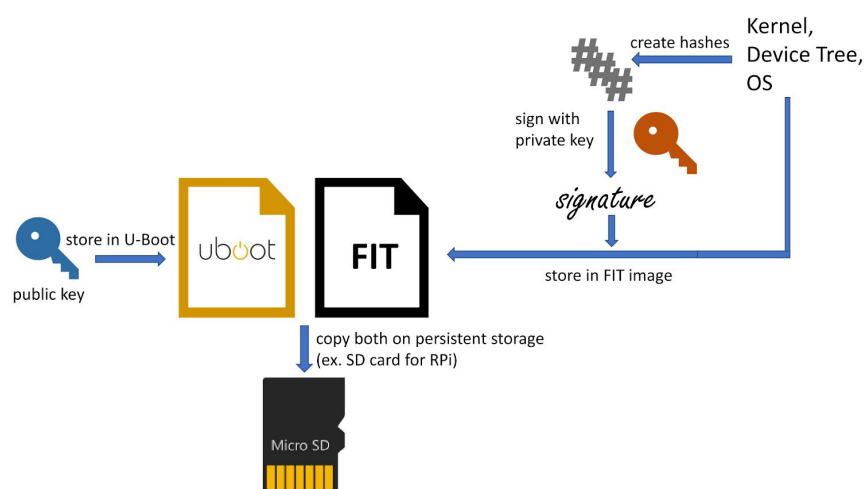 Kernel,
Device Tree,
OS
create hashes
###
sign with
private key
signature
store in FIT image
public key
store in U-Boot
uboot
FIT
copy both on persistent storage
(ex. SD card for RPi)
Micro SD